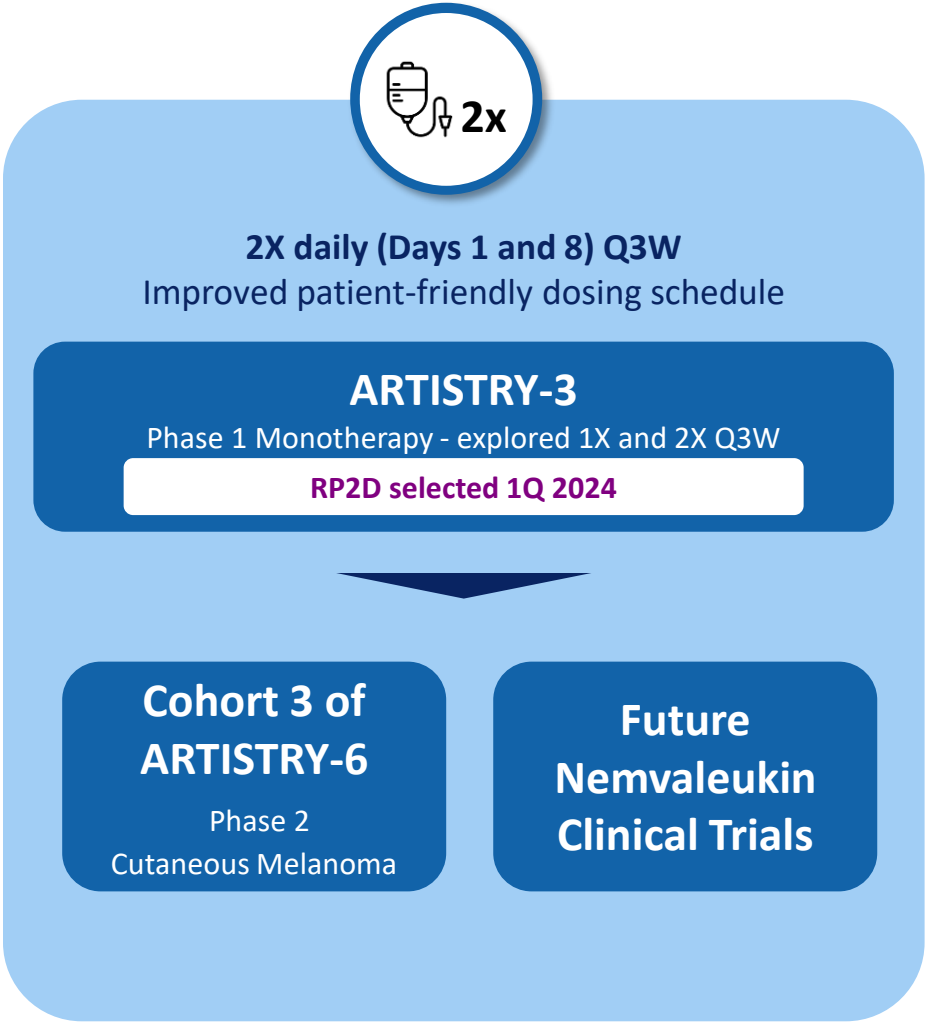 2x
2X daily (Days 1 and 8) Q3W
Improved patient-friendly dosing schedule
ARTISTRY-3
Phase 1 Monotherapy - explored 1X and 2X Q3W
RP2D selected 1Q 2024
Cohort 3 of
ARTISTRY-6
Phase 2
Cutaneous Melanoma
Future
Nemvaleukin
Clinical Trials